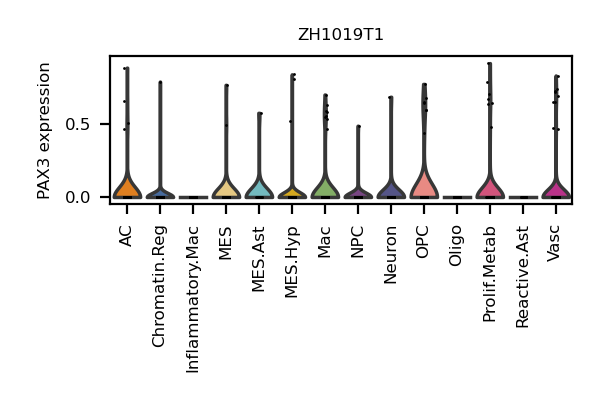 ZH1019T1
PAX3 expression
0.5
0.0
AC
Chromatin.Reg
Inflammatory.Mac
MES
MES.Ast
MES.Hyp
Mac
NPC
Neuron
OPC
Oligo
Prolif.Metab
Reactive.Ast
Vasc